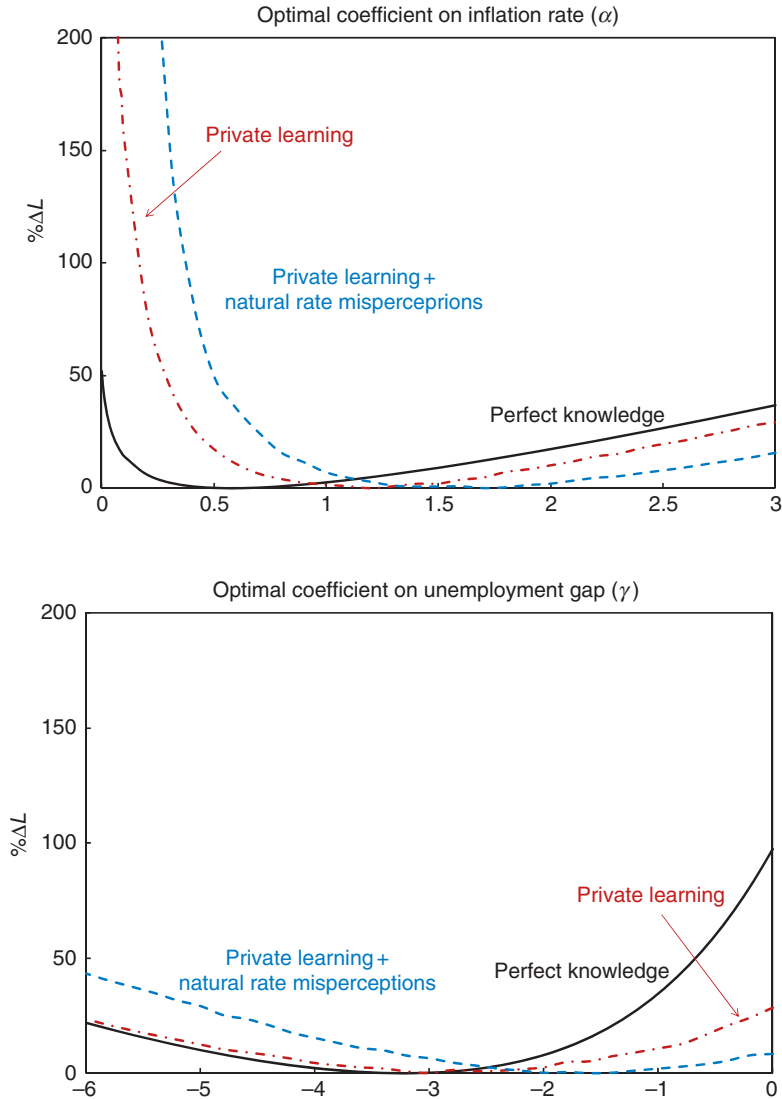 Optimal coefficient on inflation rate (α)
200
150
100
50
0
%ΔL
Private learning
Private learning +
natural rate misperceprions
Perfect knowledge
0 0.5 1 1.5 2 2.5 3
Optimal coefficient on unemployment gap (γ)
200
150
100
50
0
%ΔL
Private learning
Private learning +
natural rate misperceptions
Perfect knowledge
−6 −5 −4 −3 −2 −1 0